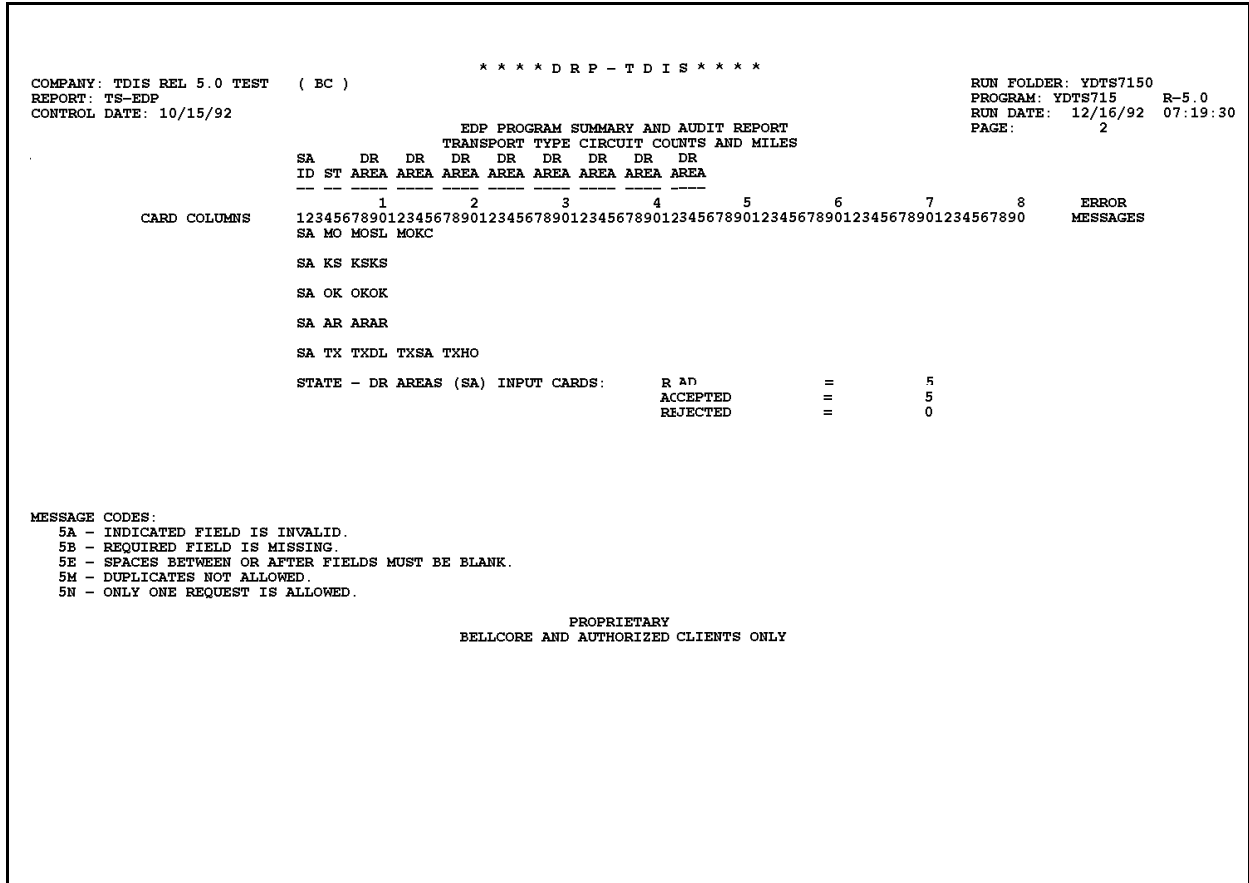 * * * * D R P – T D I S * * * *
COMPANY: TDIS REL 5.0 TEST ( BC ) RUN FOLDER: YDTS7150
REPORT: TS–EDP PROGRAM: YDTS715 R–5.0
CONTROL DATE: 10/15/92 RUN DATE: 12/16/92 07:19:30
EDP PROGRAM SUMMARY AND AUDIT REPORT PAGE: 2
TRANSPORT TYPE CIRCUIT COUNTS AND MILES
SA DR DR DR DR DR DR DR DR
ID ST AREA AREA AREA AREA AREA AREA AREA AREA
–– –– –––– –––– –––– –––– –––– –––– –––– ––––
1 2 3 4 5 6 7 8 ERROR
CARD COLUMNS 12345678901234567890123456789012345678901234567890123456789012345678901234567890 MESSAGES
SA MO MOSL MOKC
SA KS KSKS
SA OK OKOK
SA AR ARAR
SA TX TXDL TXSA TXHO
STATE – DR AREAS (SA) INPUT CARDS: R AD = 5
ACCEPTED = 5
REJECTED = 0
MESSAGE CODES:
5A – INDICATED FIELD IS INVALID.
5B – REQUIRED FIELD IS MISSING.
5E – SPACES BETWEEN OR AFTER FIELDS MUST BE BLANK.
5M – DUPLICATES NOT ALLOWED.
5N – ONLY ONE REQUEST IS ALLOWED.
PROPRIETARY
BELLCORE AND AUTHORIZED CLIENTS ONLY